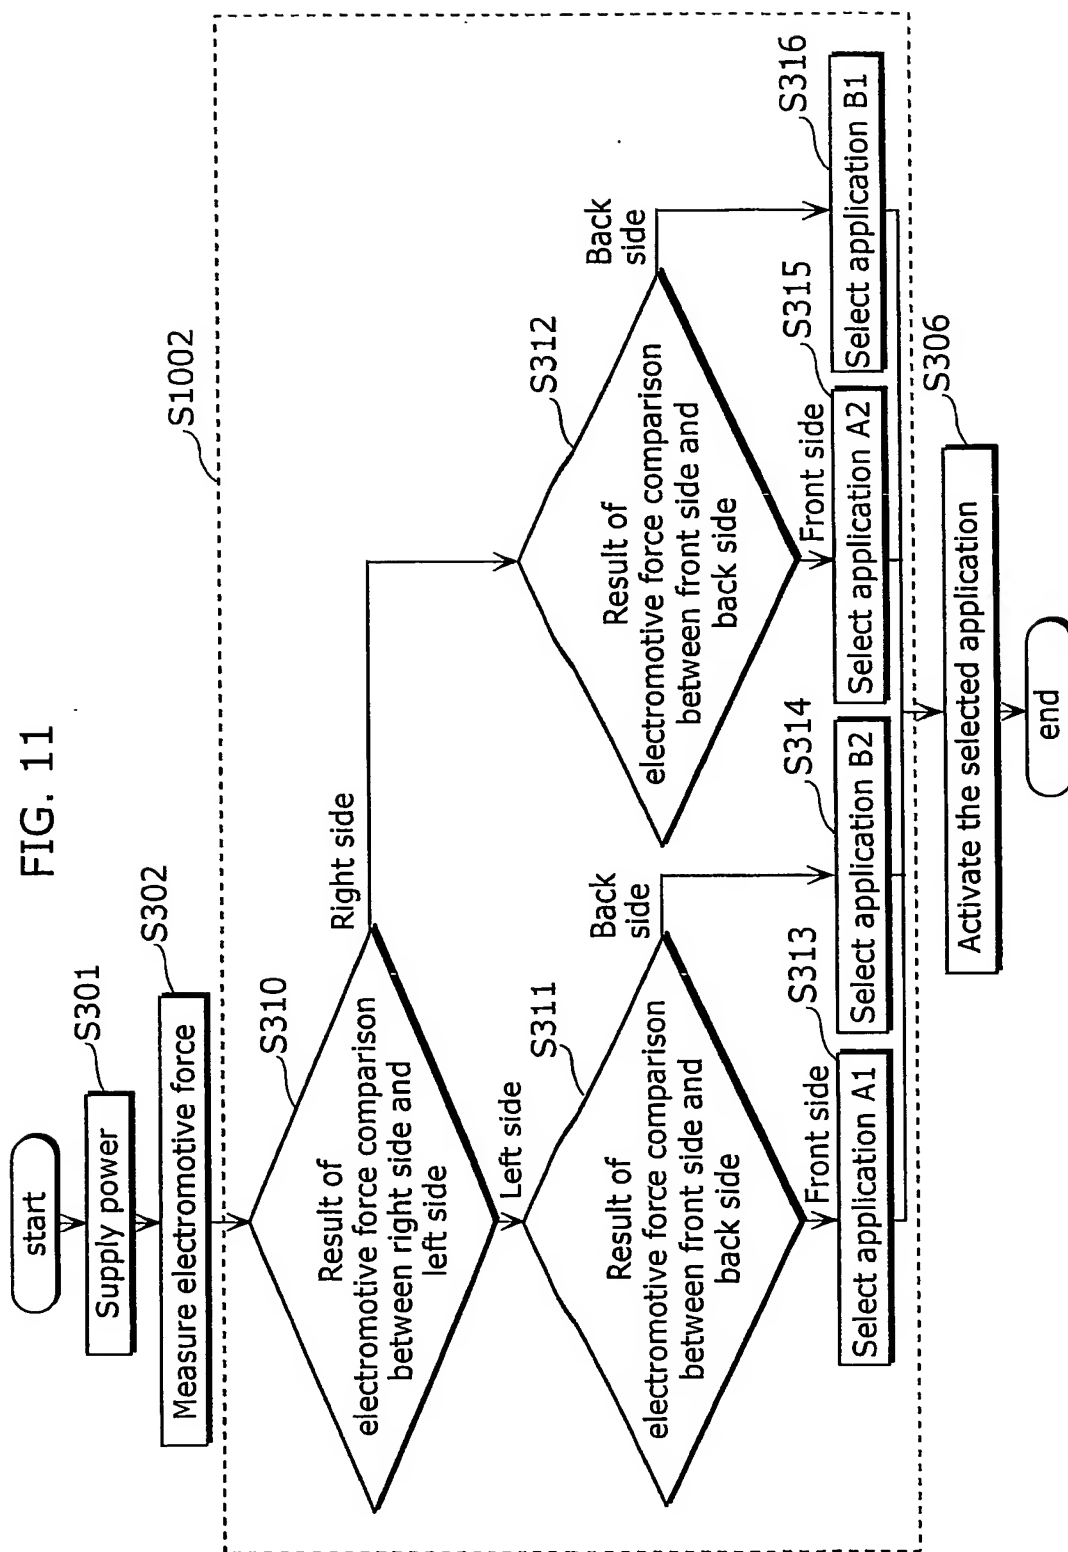 FIG. 11
start
S301
Supply power
S302
Measure electromotive force
S1002
S310
Result of
electromotive force comparison
between right side and
left side
Right side
Left side
S311
Result of
electromotive force comparison
between front side and
back side
Back
side
Front side
S312
Result of
electromotive force comparison
between front side and
back side
Back
side
Front side
S313
Select application A1
S314
Select application B2
S315
Select application A2
S316
Select application B1
S306
Activate the selected application
end